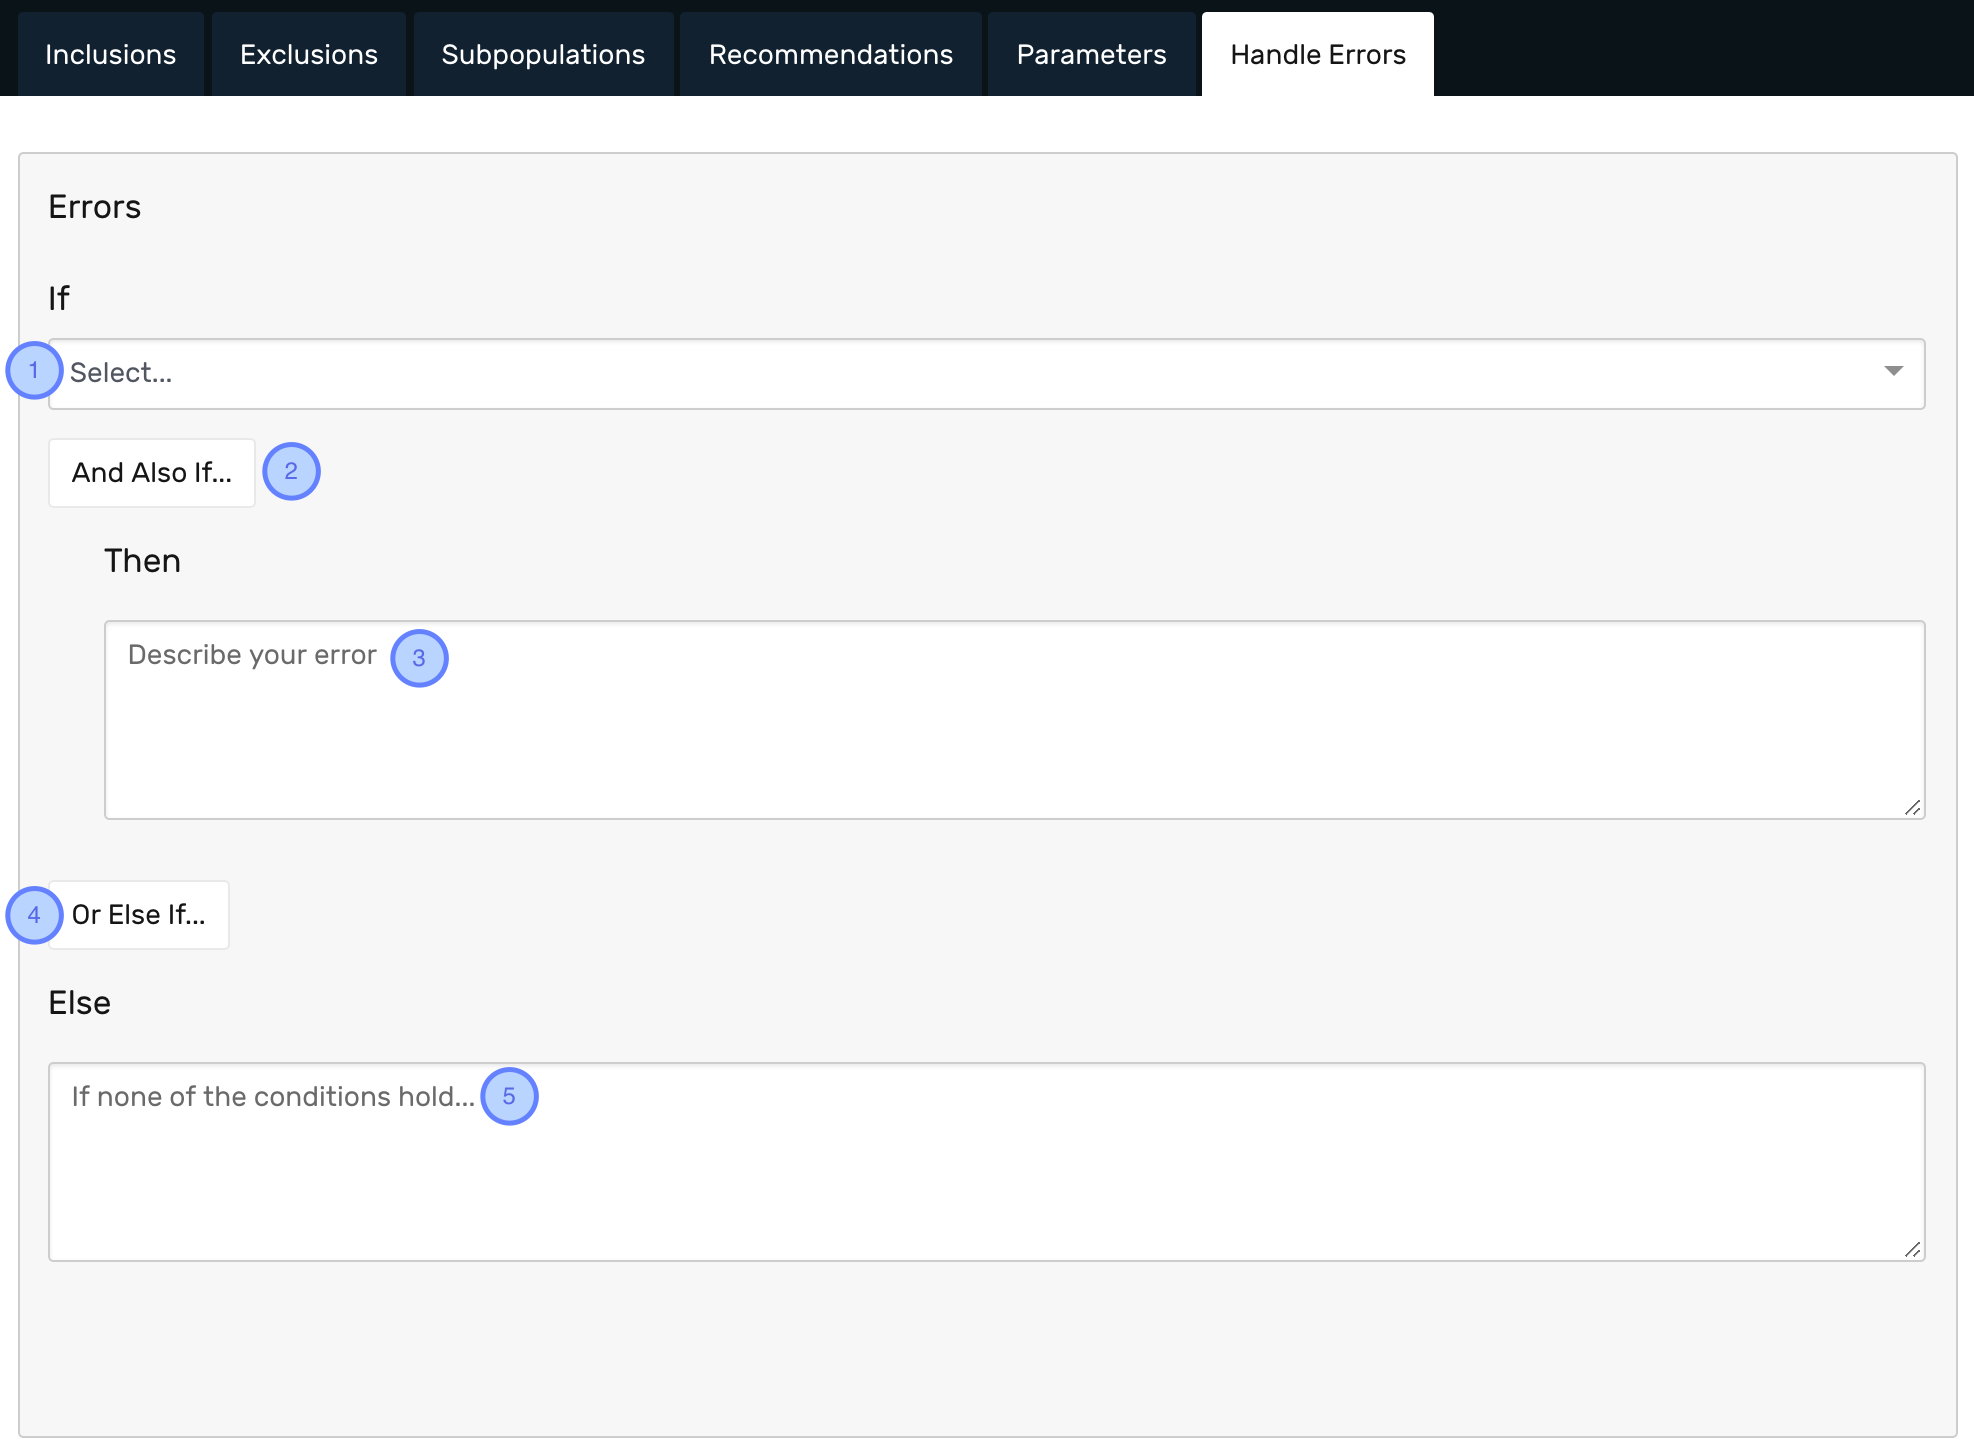 Inclusions Exclusions Subpopulations Recommendations Parameters Handle Errors
Errors
If
1 Select...
And Also If... 2
Then
Describe your error 3
4 Or Else If...
Else
If none of the conditions hold... 5